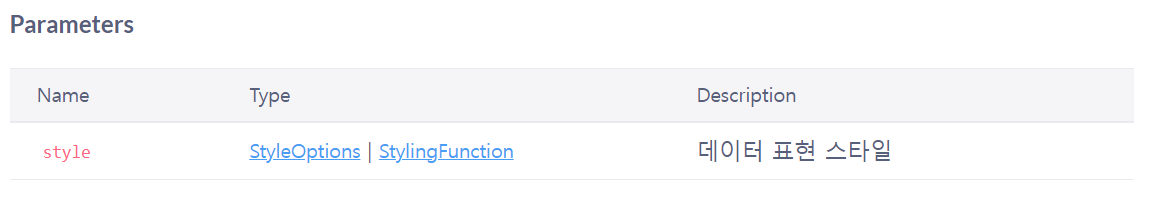 Parameters
Name Type Description
style StyleOptions | StylingFunction 데이터 표현 스타일